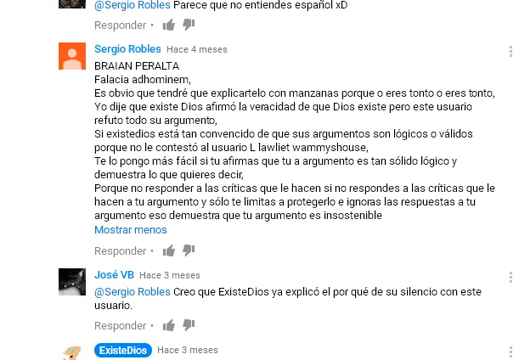 @Sergio Robles Parece que no entiendes español xD
Responder •
Sergio Robles Hace 4 meses
BRAIAN PERALTA
Falacia adhominem,
Es obvio que tendré que explicartelo con manzanas porque o eres tonto o eres tonto,
Yo dije que existe Dios afirmó la veracidad de que Dios existe pero este usuario
refuto todo su argumento,
Si existedios está tan convencido de que sus argumentos son lógicos o válidos
porque no le contestó al usuario L lawliet wammyshouse,
Te lo pongo más fácil si tu afirmas que tu a argumento es tan sólido lógico y
demuestra lo que quieres decir,
Porque no responder a las críticas que le hacen si no respondes a las críticas que le
hacen a tu argumento y sólo te limitas a protegerlo e ignoras las respuestas a tu
argumento eso demuestra que tu argumento es insostenible
Mostrar menos
Responder •
José VB Hace 3 meses
@Sergio Robles Creo que ExisteDios ya explicó el por qué de su silencio con este
usuario.
Responder •
ExisteDios Hace 3 meses